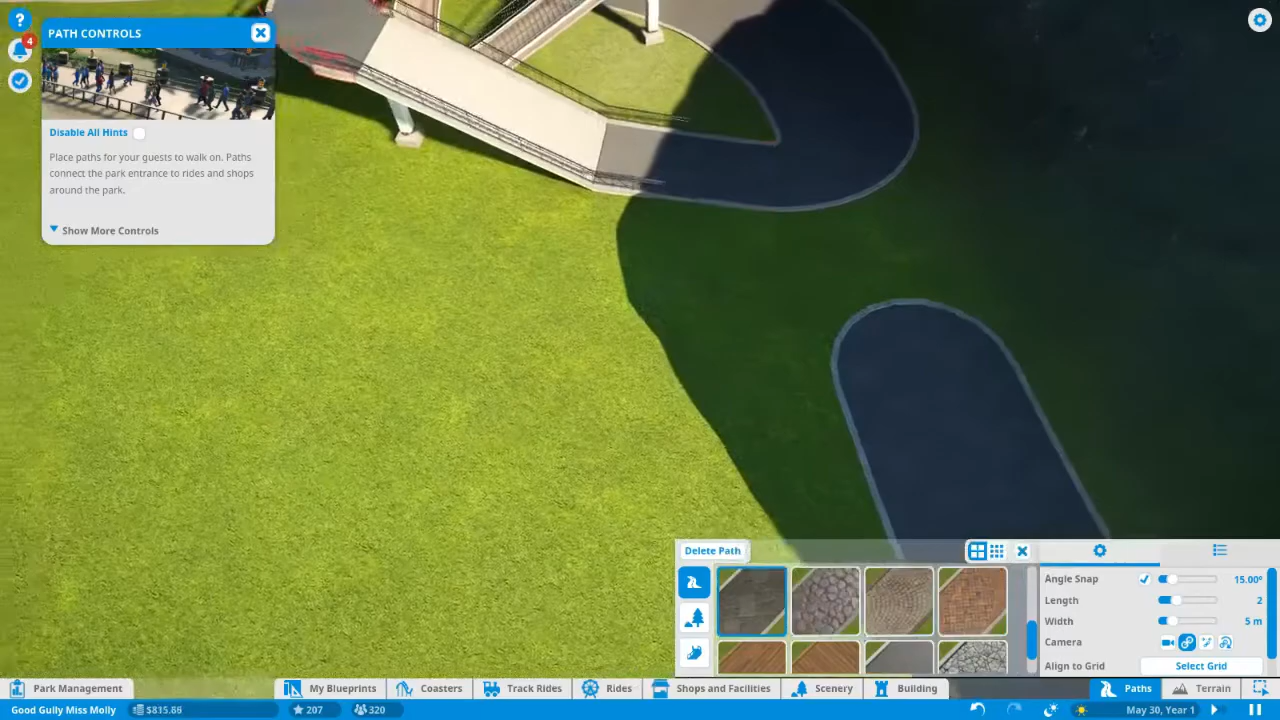 ?
4
PATH CONTROLS
Disable All Hints
Place paths for your guests to walk on. Paths
connect the park entrance to rides and shops
around the park.
Show More Controls
Delete Path
Angle Snap
15.00°
Length
2
Width
5 m
Camera
Align to Grid
Select Grid
Park Management
My Blueprints
Coasters
Track Rides
Rides
Shops and Facilities
Scenery
Building
Paths
Terrain
Good Gully Miss Molly
$815.86
207
320
May 30, Year 1